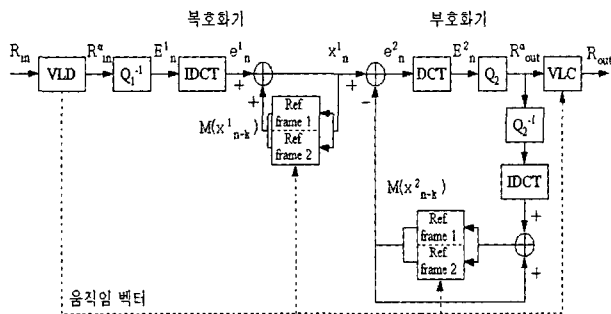 복호화기
부호화기
R_in
VLD
R^q_in
Q_1^-1
E^1_n
IDCT
e^1_n
+
+
x^1_n
+
-
e^2_n
DCT
E^2_n
Q_2
R^q_out
VLC
R_out
M(x^1_n-k)
Ref
frame 1
Ref
frame 2
Q_2^-1
IDCT
+
+
M(x^2_n-k)
Ref
frame 1
Ref
frame 2
움직임 벡터